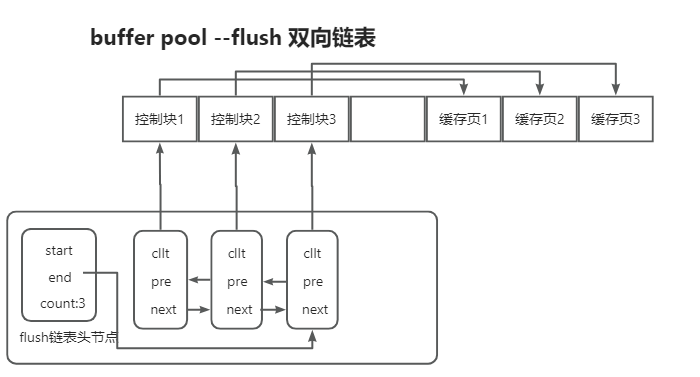 buffer pool --flush 双向链表
控制块1 控制块2 控制块3 缓存页1 缓存页2 缓存页3
start
end
count:3
flush链表头节点
cllt cllt cllt
pre pre pre
next next next